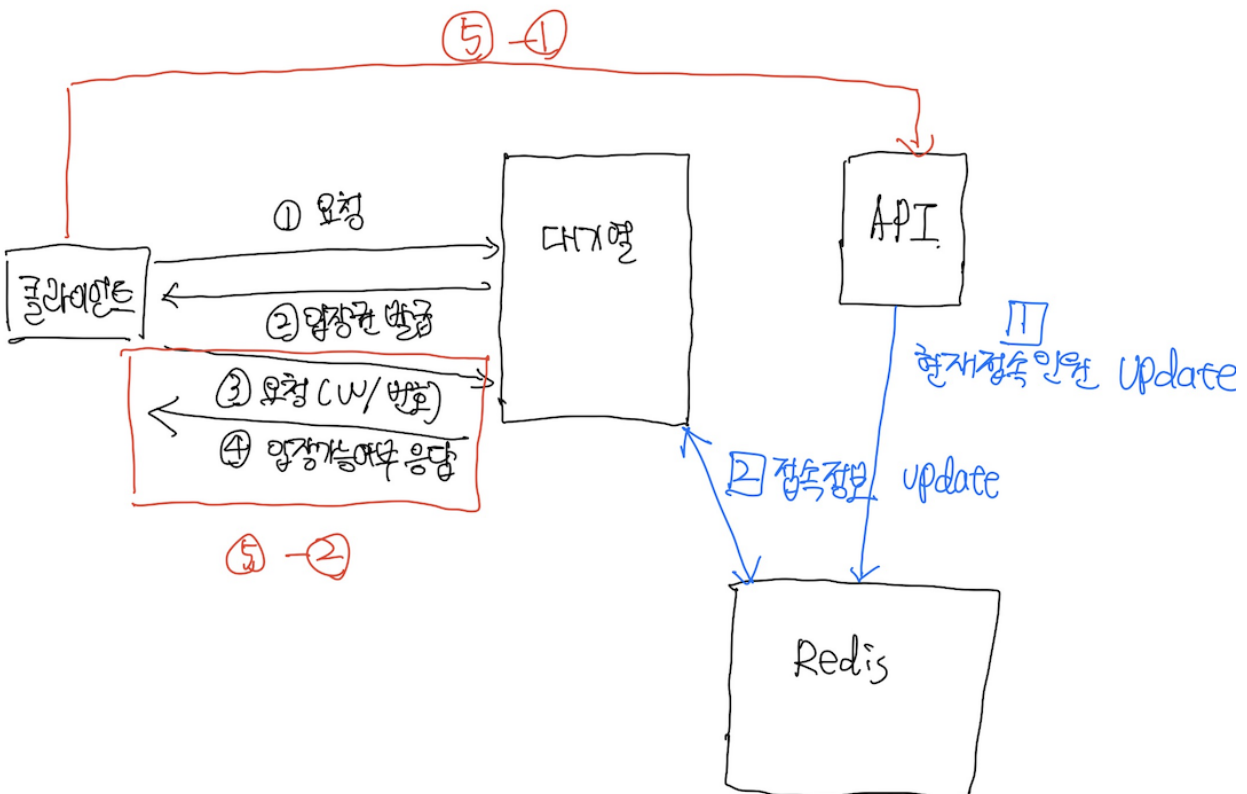 ⑤-①
① 요청
대기열
API
클라이언트
② 입장권 발급
③ 요청 (W/ 번호)
④ 입장가능여부 응답
⑤-②
1
현재접속인원 update
2 접속정보 update
Redis